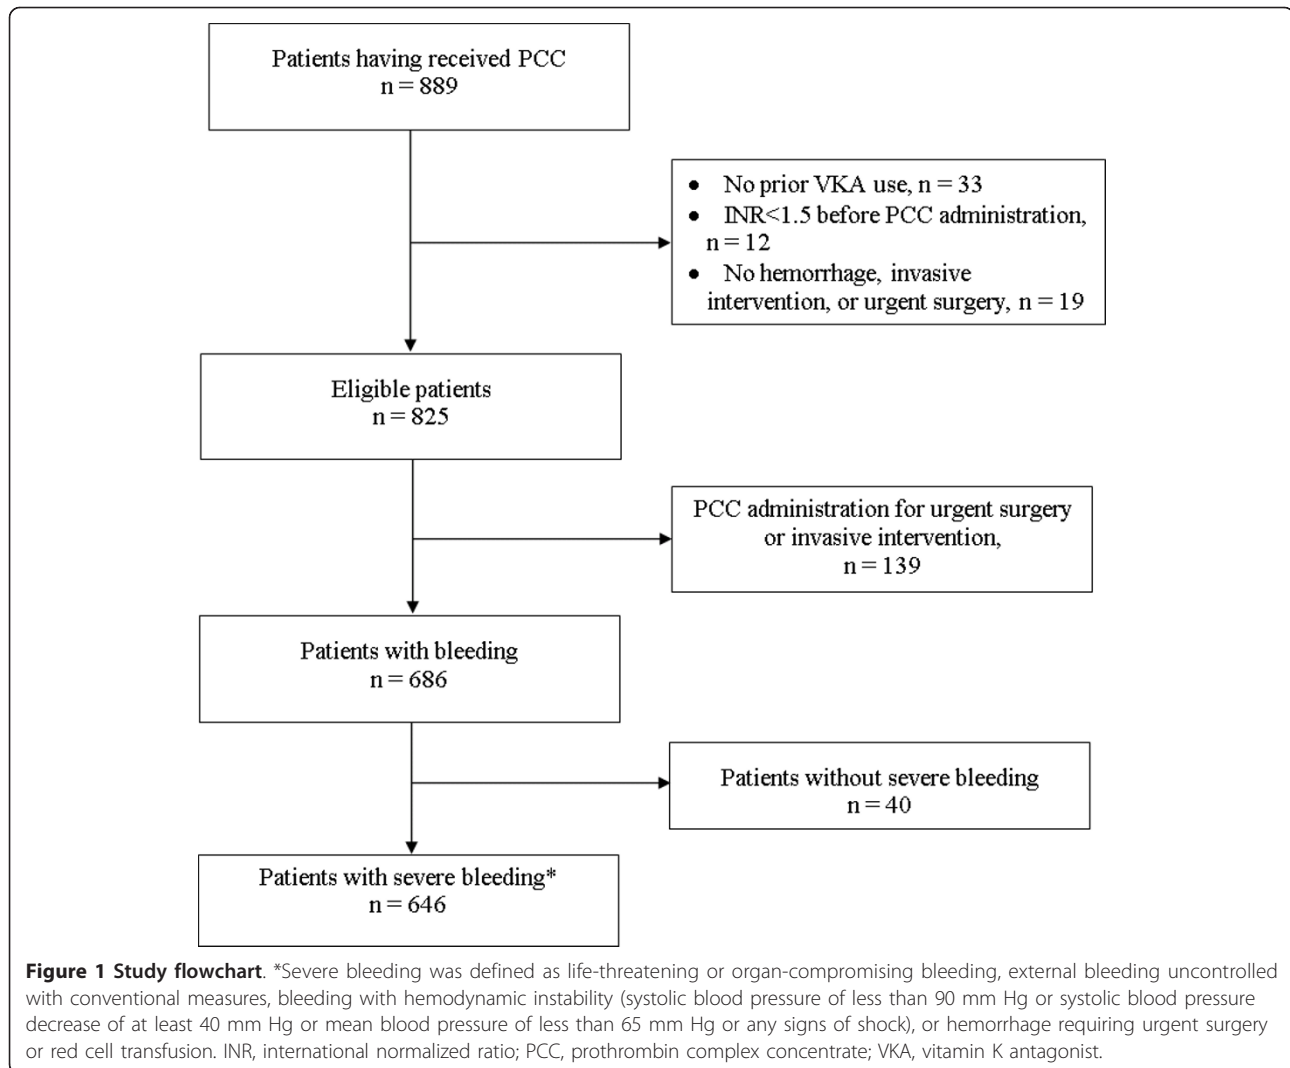 Patients having received PCC
n = 889
• No prior VKA use, n = 33
• INR<1.5 before PCC administration,
n = 12
• No hemorrhage, invasive
intervention, or urgent surgery, n = 19
Eligible patients
n = 825
PCC administration for urgent surgery
or invasive intervention,
n = 139
Patients with bleeding
n = 686
Patients without severe bleeding
n = 40
Patients with severe bleeding*
n = 646
Figure 1 Study flowchart. *Severe bleeding was defined as life-threatening or organ-compromising bleeding, external bleeding uncontrolled
with conventional measures, bleeding with hemodynamic instability (systolic blood pressure of less than 90 mm Hg or systolic blood pressure
decrease of at least 40 mm Hg or mean blood pressure of less than 65 mm Hg or any signs of shock), or hemorrhage requiring urgent surgery
or red cell transfusion. INR, international normalized ratio; PCC, prothrombin complex concentrate; VKA, vitamin K antagonist.